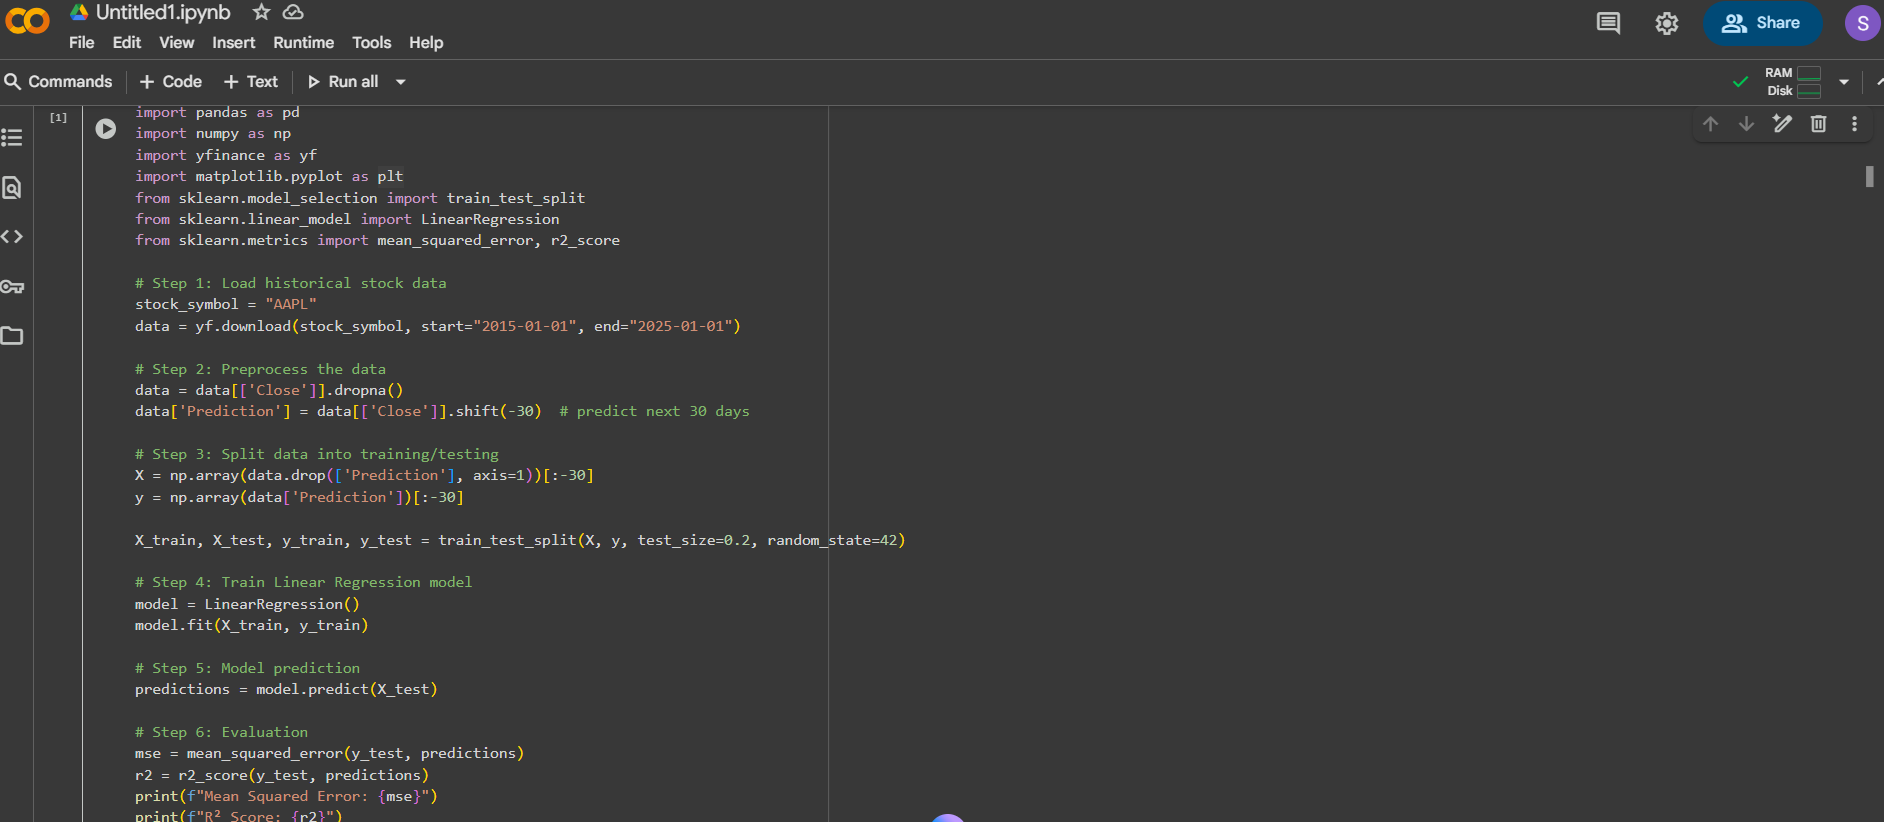 Untitled1.ipynb
File Edit View Insert Runtime Tools Help
Share
S
Commands + Code + Text Run all
RAM
Disk
[1]
import pandas as pd
import numpy as np
import yfinance as yf
import matplotlib.pyplot as plt
from sklearn.model_selection import train_test_split
from sklearn.linear_model import LinearRegression
from sklearn.metrics import mean_squared_error, r2_score
# Step 1: Load historical stock data
stock_symbol = "AAPL"
data = yf.download(stock_symbol, start="2015-01-01", end="2025-01-01")
# Step 2: Preprocess the data
data = data[['Close']].dropna()
data['Prediction'] = data[['Close']].shift(-30)  # predict next 30 days
# Step 3: Split data into training/testing
X = np.array(data.drop(['Prediction'], axis=1))[:-30]
y = np.array(data['Prediction'])[:-30]
X_train, X_test, y_train, y_test = train_test_split(X, y, test_size=0.2, random_state=42)
# Step 4: Train Linear Regression model
model = LinearRegression()
model.fit(X_train, y_train)
# Step 5: Model prediction
predictions = model.predict(X_test)
# Step 6: Evaluation
mse = mean_squared_error(y_test, predictions)
r2 = r2_score(y_test, predictions)
print(f"Mean Squared Error: {mse}")
print(f"R² Score: {r2}")